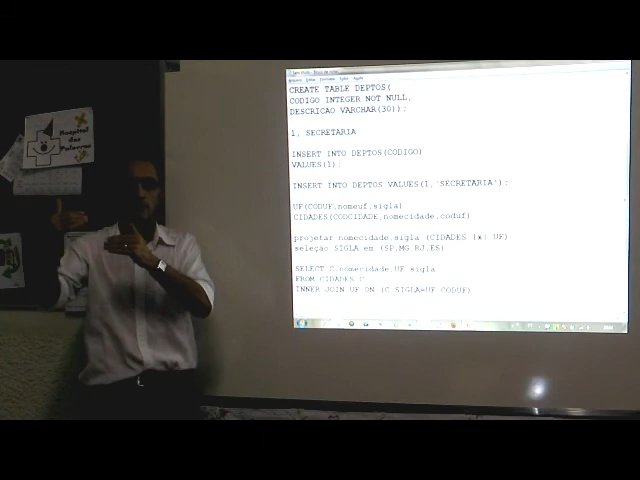 Hospital
das
Palavras
CREATE TABLE DEPTOS(
CODIGO INTEGER NOT NULL,
DESCRICAO VARCHAR(30));
1, SECRETARIA
INSERT INTO DEPTOS(CODIGO)
VALUES(1);
INSERT INTO DEPTOS VALUES(1,'SECRETARIA');
UF(CODUF,nomeuf,sigla)
CIDADES(CODCIDADE,nomecidade,coduf)
projetar nomecidade,sigla (CIDADES |x| UF)
seleção SIGLA em (SP,MG,RJ,ES)
SELECT C.nomecidade,UF.sigla
FROM CIDADES C
INNER JOIN UF ON (C.SIGLA=UF.CODUF)